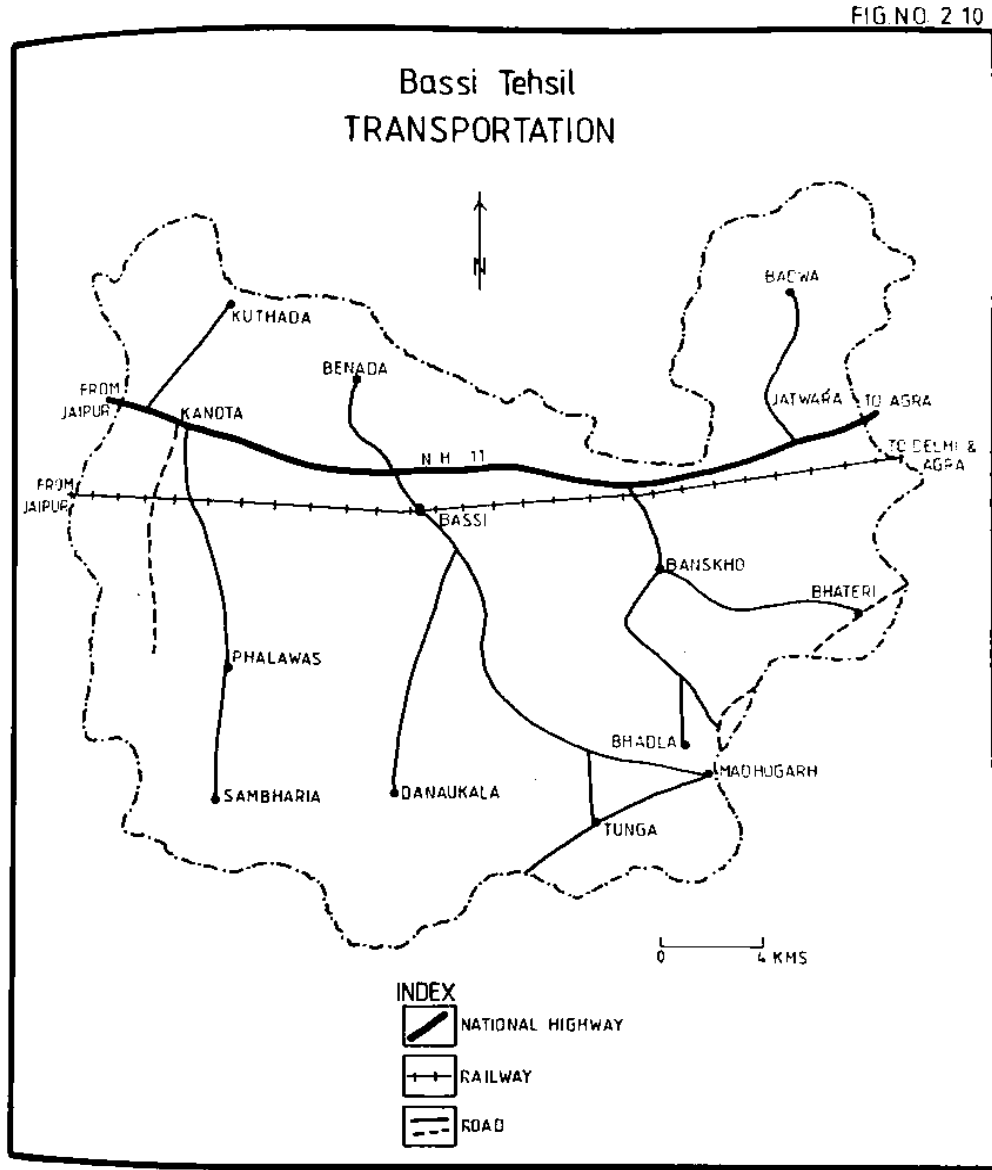 FIG.NO. 2 10
Bassi Tehsil
TRANSPORTATION
N
BADWA
KUTHADA
BENADA
FROM
JAIPUR
KANOTA
JATWARA
TO AGRA
N H 11
TO DELHI &
AGRA
FROM
JAIPUR
BASSI
BANSKHO
BHATERI
PHALAWAS
BHADLA
MADHOGARH
SAMBHARIA
DANAUKALA
TUNGA
0 4 KMS
INDEX
NATIONAL HIGHWAY
RAILWAY
ROAD